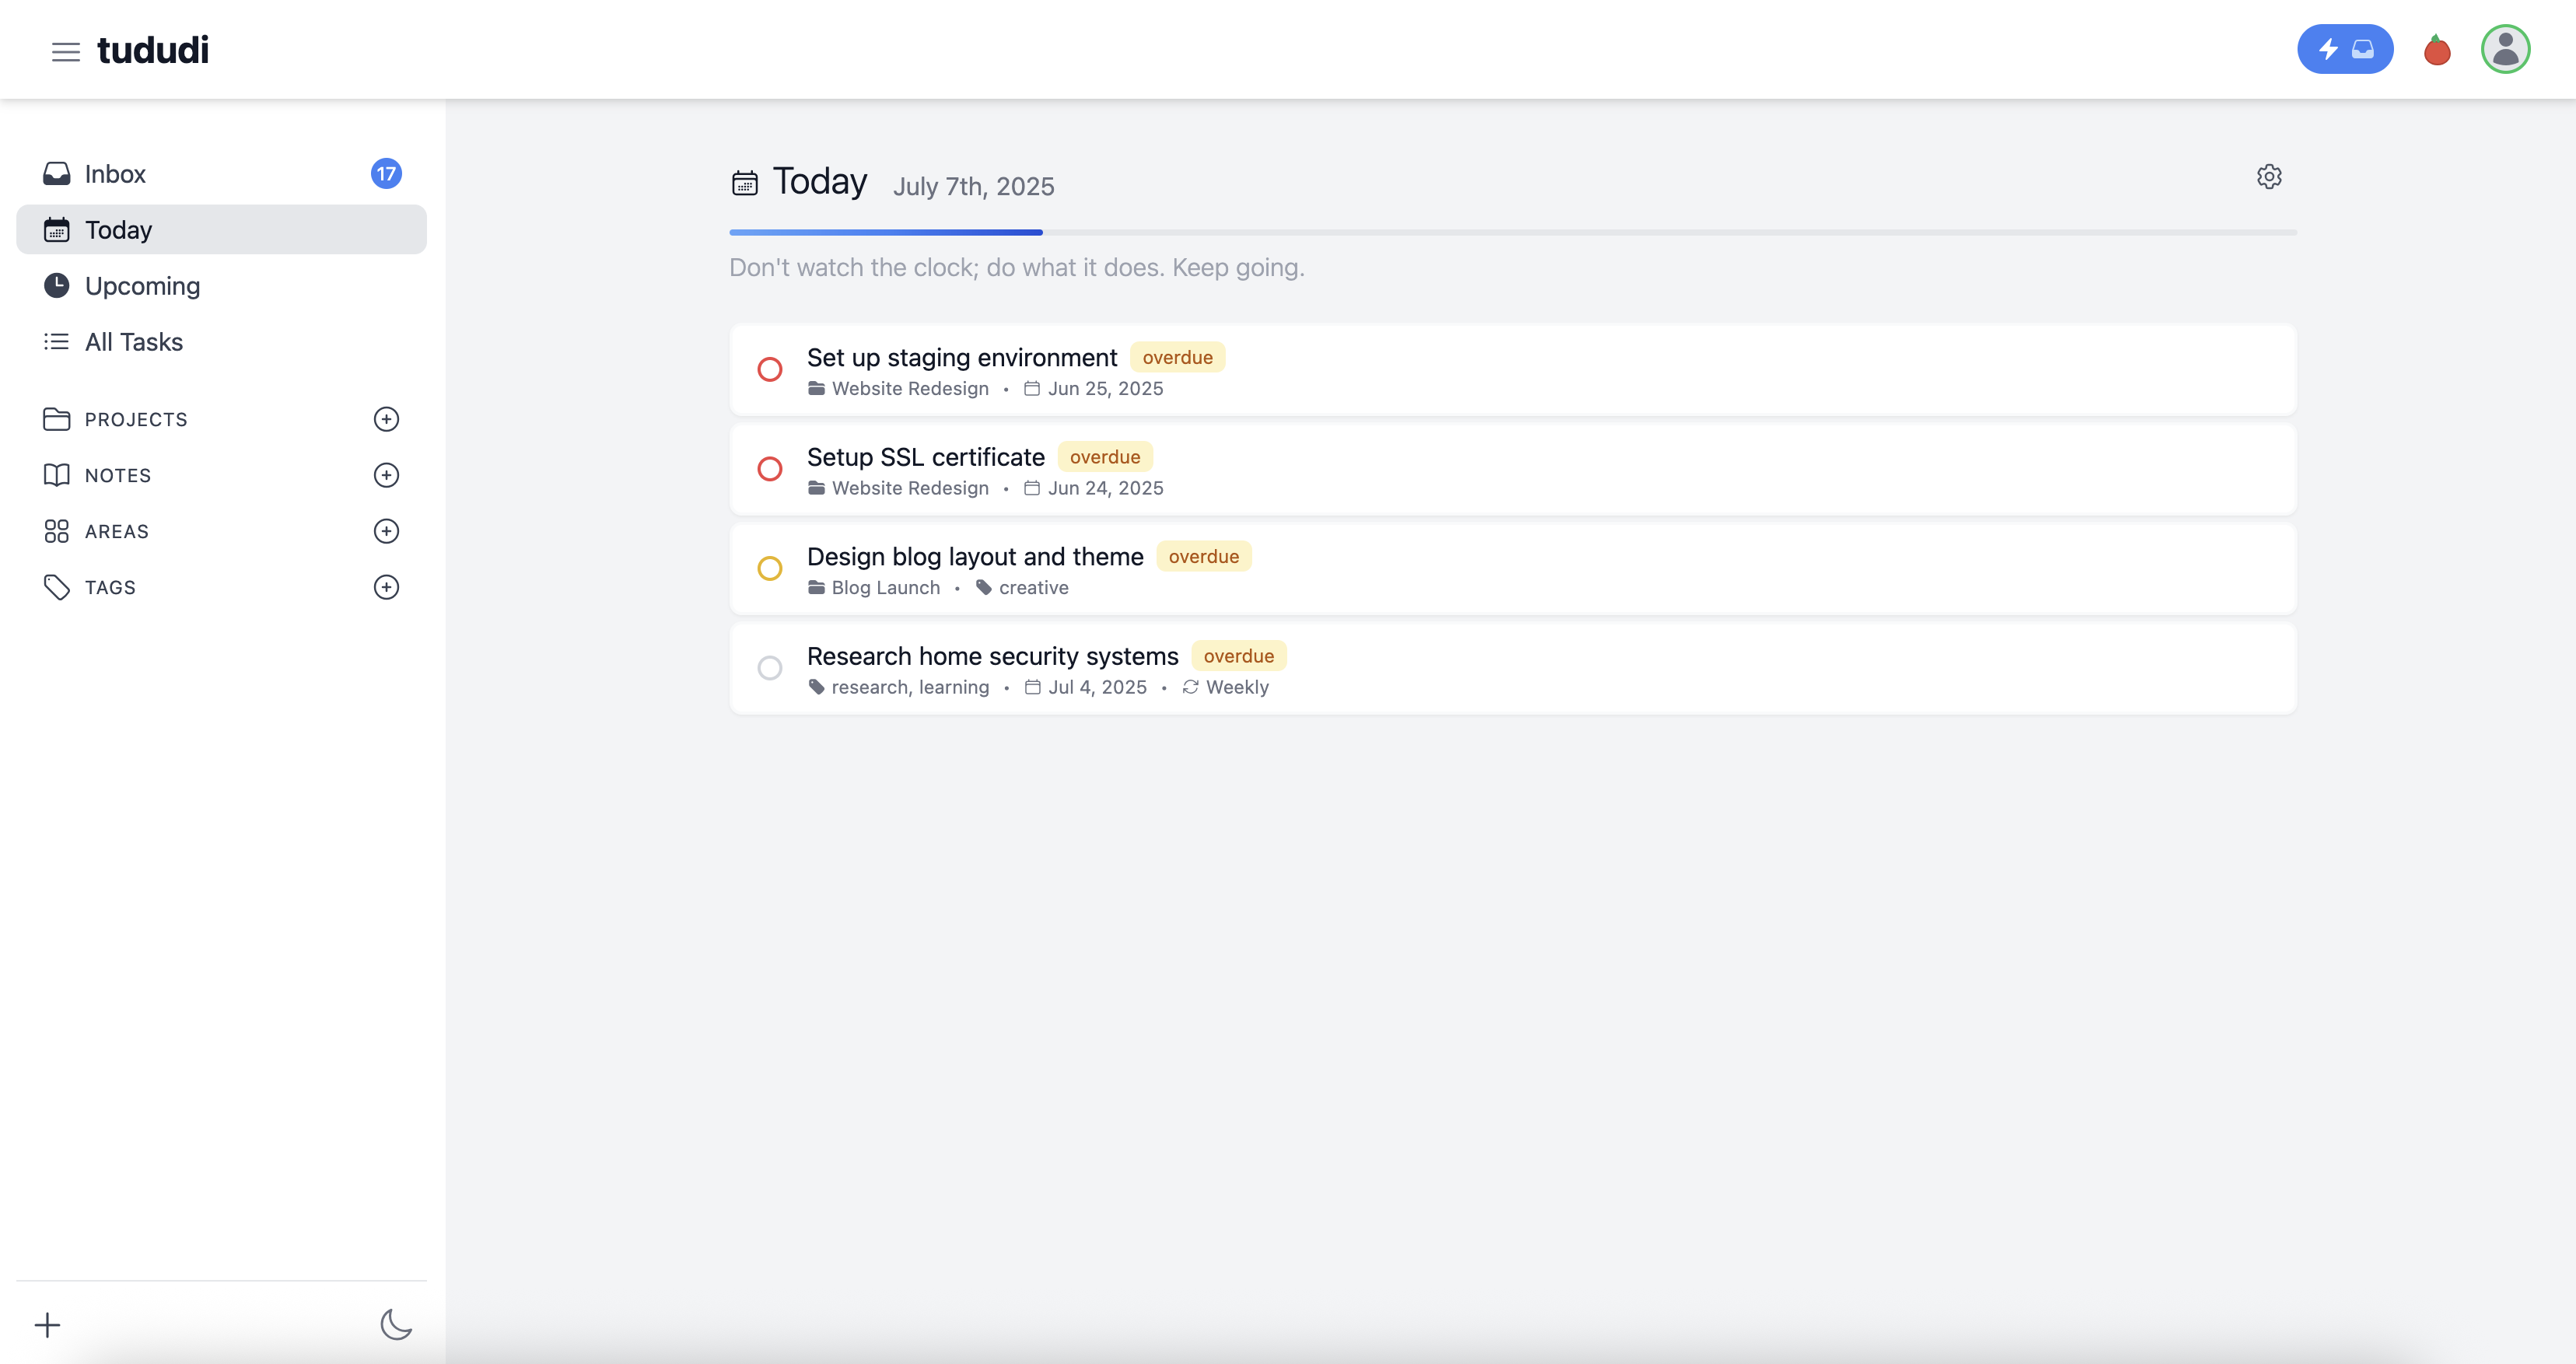 tududi
Inbox 17
Today
Upcoming
All Tasks
PROJECTS
NOTES
AREAS
TAGS
Today July 7th, 2025
Don't watch the clock; do what it does. Keep going.
Set up staging environment overdue
Website Redesign • Jun 25, 2025
Setup SSL certificate overdue
Website Redesign • Jun 24, 2025
Design blog layout and theme overdue
Blog Launch • creative
Research home security systems overdue
research, learning • Jul 4, 2025 • Weekly